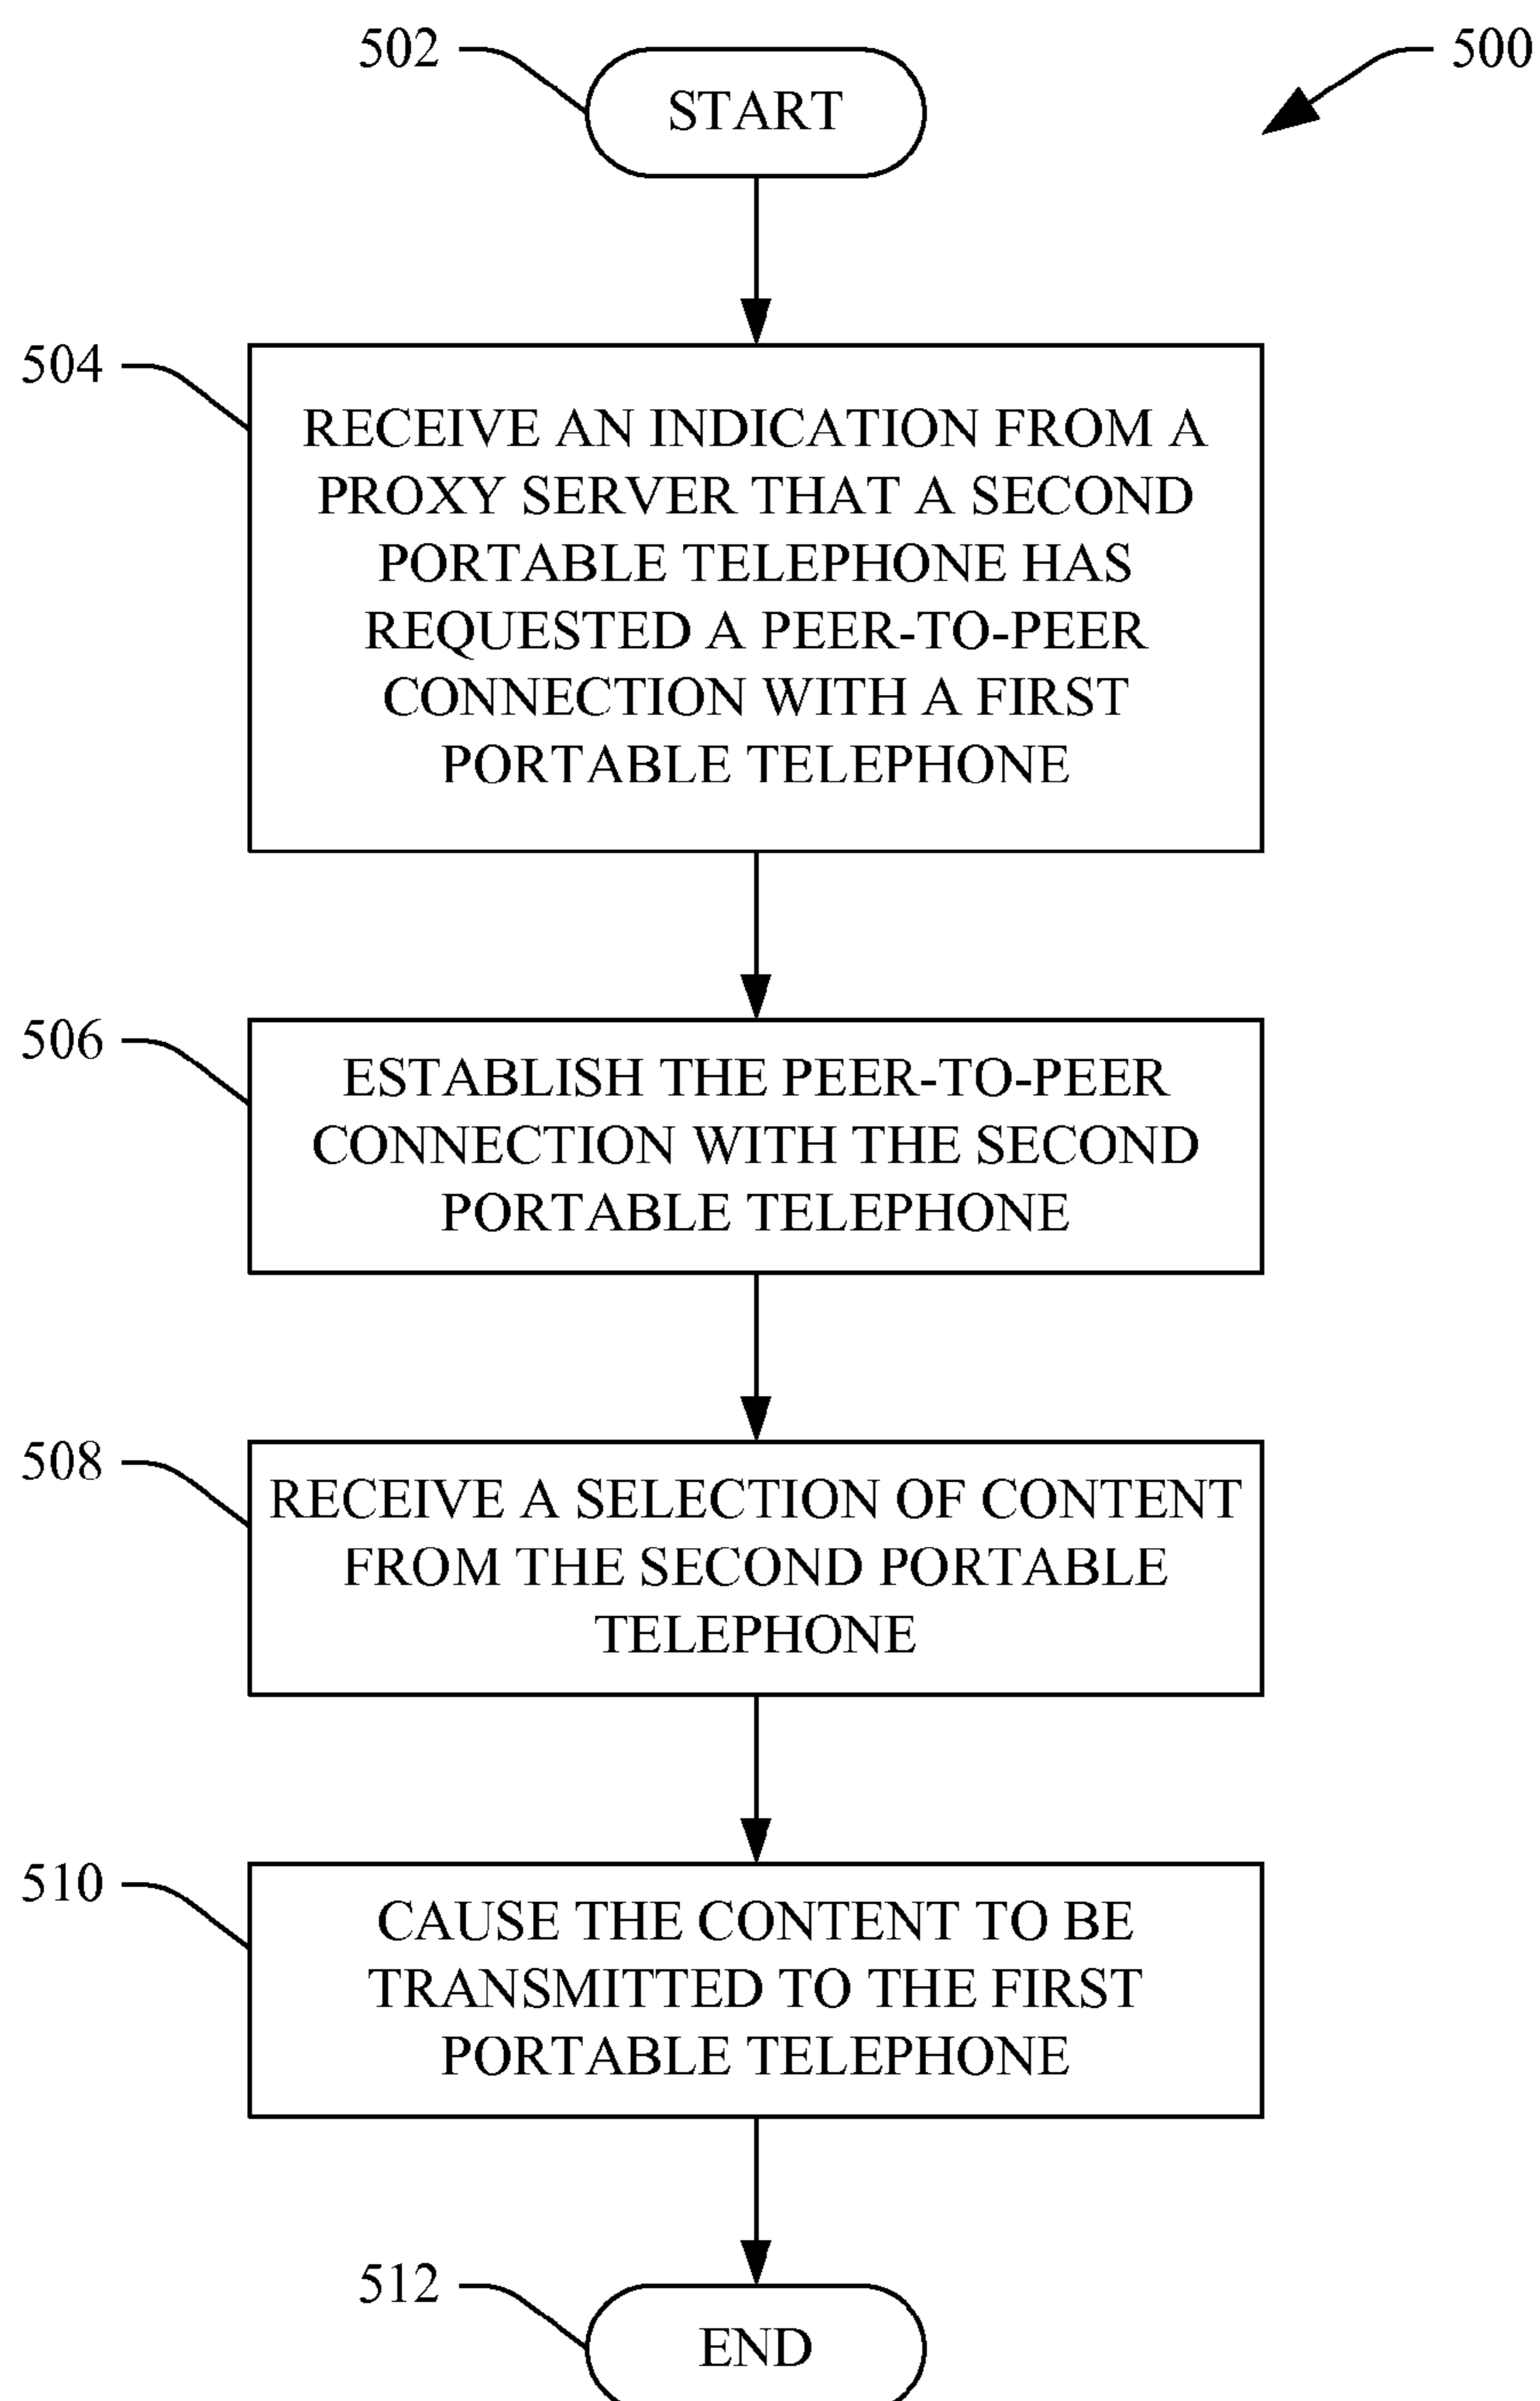 502
START
500
504
RECEIVE AN INDICATION FROM A
PROXY SERVER THAT A SECOND
PORTABLE TELEPHONE HAS
REQUESTED A PEER-TO-PEER
CONNECTION WITH A FIRST
PORTABLE TELEPHONE
506
ESTABLISH THE PEER-TO-PEER
CONNECTION WITH THE SECOND
PORTABLE TELEPHONE
508
RECEIVE A SELECTION OF CONTENT
FROM THE SECOND PORTABLE
TELEPHONE
510
CAUSE THE CONTENT TO BE
TRANSMITTED TO THE FIRST
PORTABLE TELEPHONE
512
END